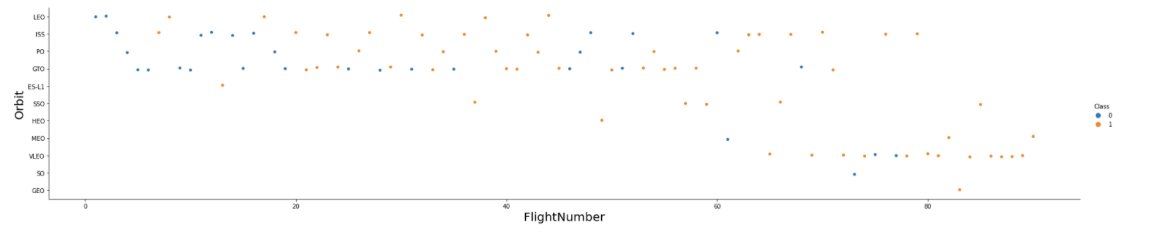 Orbit
LEO
ISS
PO
GTO
ES-L1
SSO
HEO
MEO
VLEO
SO
GEO
0 20 40 60 80
FlightNumber
Class
0
1